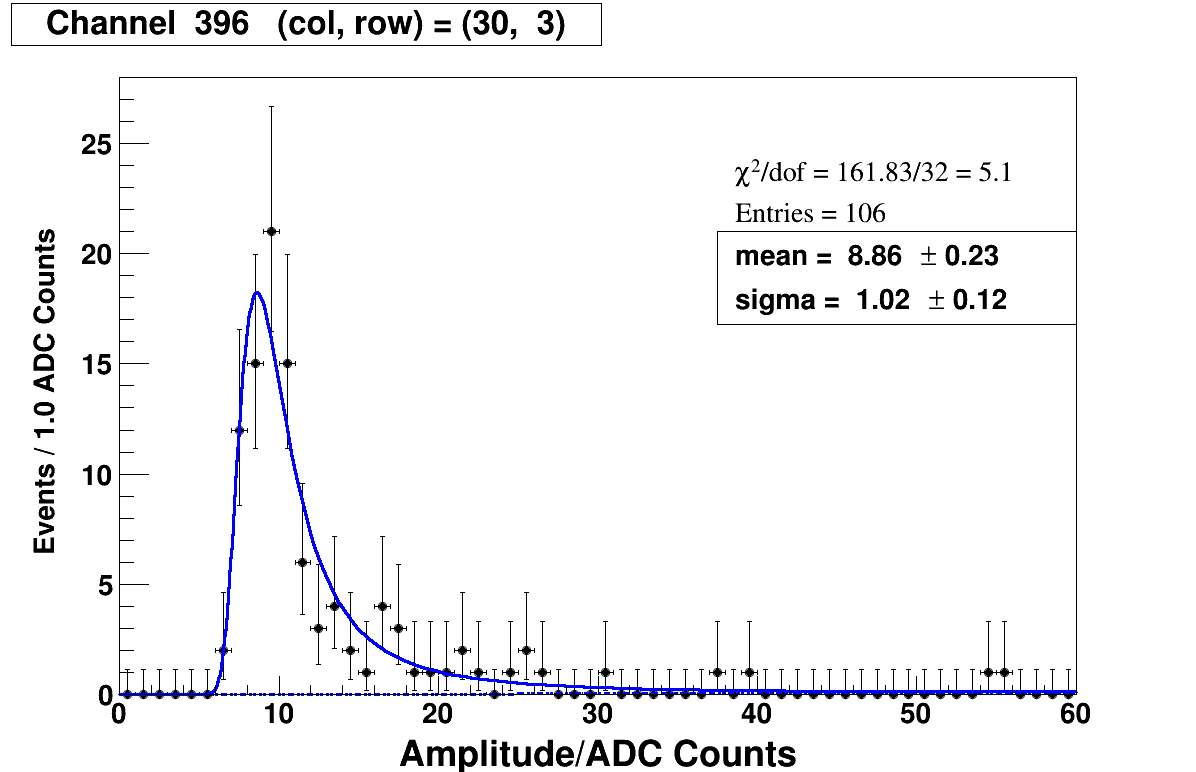 Channel 396 (col, row) = (30, 3)
χ²/dof = 161.83/32 = 5.1
Entries = 106
mean = 8.86 ± 0.23
sigma = 1.02 ± 0.12
Events / 1.0 ADC Counts
25
20
15
10
5
0
0 10 20 30 40 50 60
Amplitude/ADC Counts